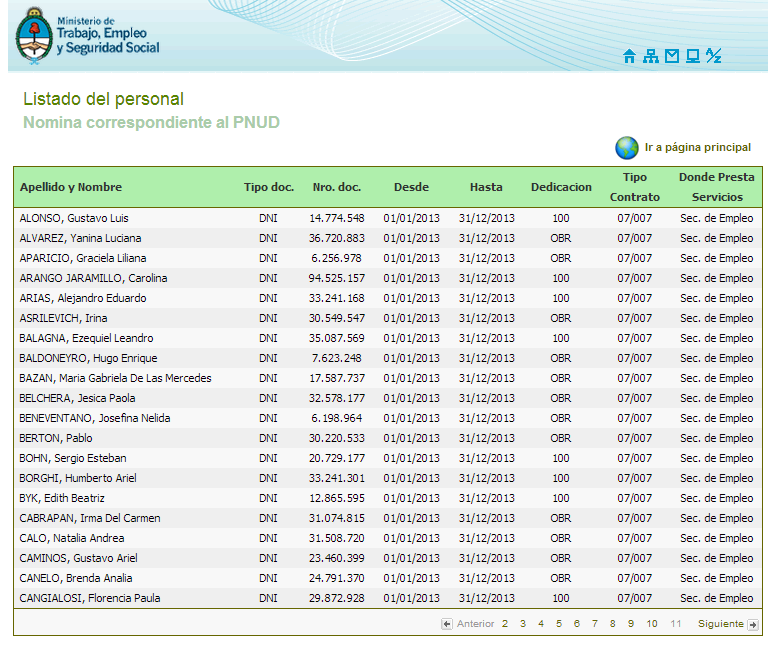 Ministerio de
Trabajo, Empleo
y Seguridad Social
Listado del personal
Nomina correspondiente al PNUD
Ir a página principal
Apellido y Nombre Tipo doc. Nro. doc. Desde Hasta Dedicacion Tipo Contrato Donde Presta Servicios
ALONSO, Gustavo Luis DNI 14.774.548 01/01/2013 31/12/2013 100 07/007 Sec. de Empleo
ALVAREZ, Yanina Luciana DNI 36.720.883 01/01/2013 31/12/2013 OBR 07/007 Sec. de Empleo
APARICIO, Graciela Liliana DNI 6.256.978 01/01/2013 31/12/2013 OBR 07/007 Sec. de Empleo
ARANGO JARAMILLO, Carolina DNI 94.525.157 01/01/2013 31/12/2013 100 07/007 Sec. de Empleo
ARIAS, Alejandro Eduardo DNI 33.241.168 01/01/2013 31/12/2013 100 07/007 Sec. de Empleo
ASRILEVICH, Irina DNI 30.549.547 01/01/2013 31/12/2013 OBR 07/007 Sec. de Empleo
BALAGNA, Ezequiel Leandro DNI 35.087.569 01/01/2013 31/12/2013 100 07/007 Sec. de Empleo
BALDONEYRO, Hugo Enrique DNI 7.623.248 01/01/2013 31/12/2013 OBR 07/007 Sec. de Empleo
BAZAN, Maria Gabriela De Las Mercedes DNI 17.587.737 01/01/2013 31/12/2013 OBR 07/007 Sec. de Empleo
BELCHERA, Jesica Paola DNI 32.578.177 01/01/2013 31/12/2013 OBR 07/007 Sec. de Empleo
BENEVENTANO, Josefina Nelida DNI 6.198.964 01/01/2013 31/12/2013 OBR 07/007 Sec. de Empleo
BERTON, Pablo DNI 30.220.533 01/01/2013 31/12/2013 OBR 07/007 Sec. de Empleo
BOHN, Sergio Esteban DNI 20.729.177 01/01/2013 31/12/2013 100 07/007 Sec. de Empleo
BORGHI, Humberto Ariel DNI 33.241.301 01/01/2013 31/12/2013 100 07/007 Sec. de Empleo
BYK, Edith Beatriz DNI 12.865.595 01/01/2013 31/12/2013 100 07/007 Sec. de Empleo
CABRAPAN, Irma Del Carmen DNI 31.074.815 01/01/2013 31/12/2013 OBR 07/007 Sec. de Empleo
CALO, Natalia Andrea DNI 31.508.720 01/01/2013 31/12/2013 OBR 07/007 Sec. de Empleo
CAMINOS, Gustavo Ariel DNI 23.460.399 01/01/2013 31/12/2013 OBR 07/007 Sec. de Empleo
CANELO, Brenda Analia DNI 24.791.370 01/01/2013 31/12/2013 OBR 07/007 Sec. de Empleo
CANGIALOSI, Florencia Paula DNI 29.872.928 01/01/2013 31/12/2013 100 07/007 Sec. de Empleo
Anterior 2 3 4 5 6 7 8 9 10 11 Siguiente